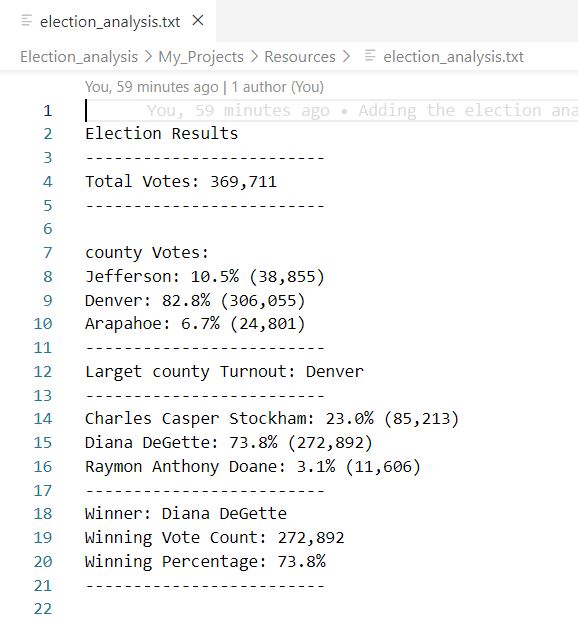 election_analysis.txt ×
Election_analysis > My_Projects > Resources > election_analysis.txt
You, 59 minutes ago | 1 author (You)
1 You, 59 minutes ago • Adding the election ana
2 Election Results
3 -------------------------
4 Total Votes: 369,711
5 -------------------------
6
7 county Votes:
8 Jefferson: 10.5% (38,855)
9 Denver: 82.8% (306,055)
10 Arapahoe: 6.7% (24,801)
11 -------------------------
12 Larget county Turnout: Denver
13 -------------------------
14 Charles Casper Stockham: 23.0% (85,213)
15 Diana DeGette: 73.8% (272,892)
16 Raymon Anthony Doane: 3.1% (11,606)
17 -------------------------
18 Winner: Diana DeGette
19 Winning Vote Count: 272,892
20 Winning Percentage: 73.8%
21 -------------------------
22